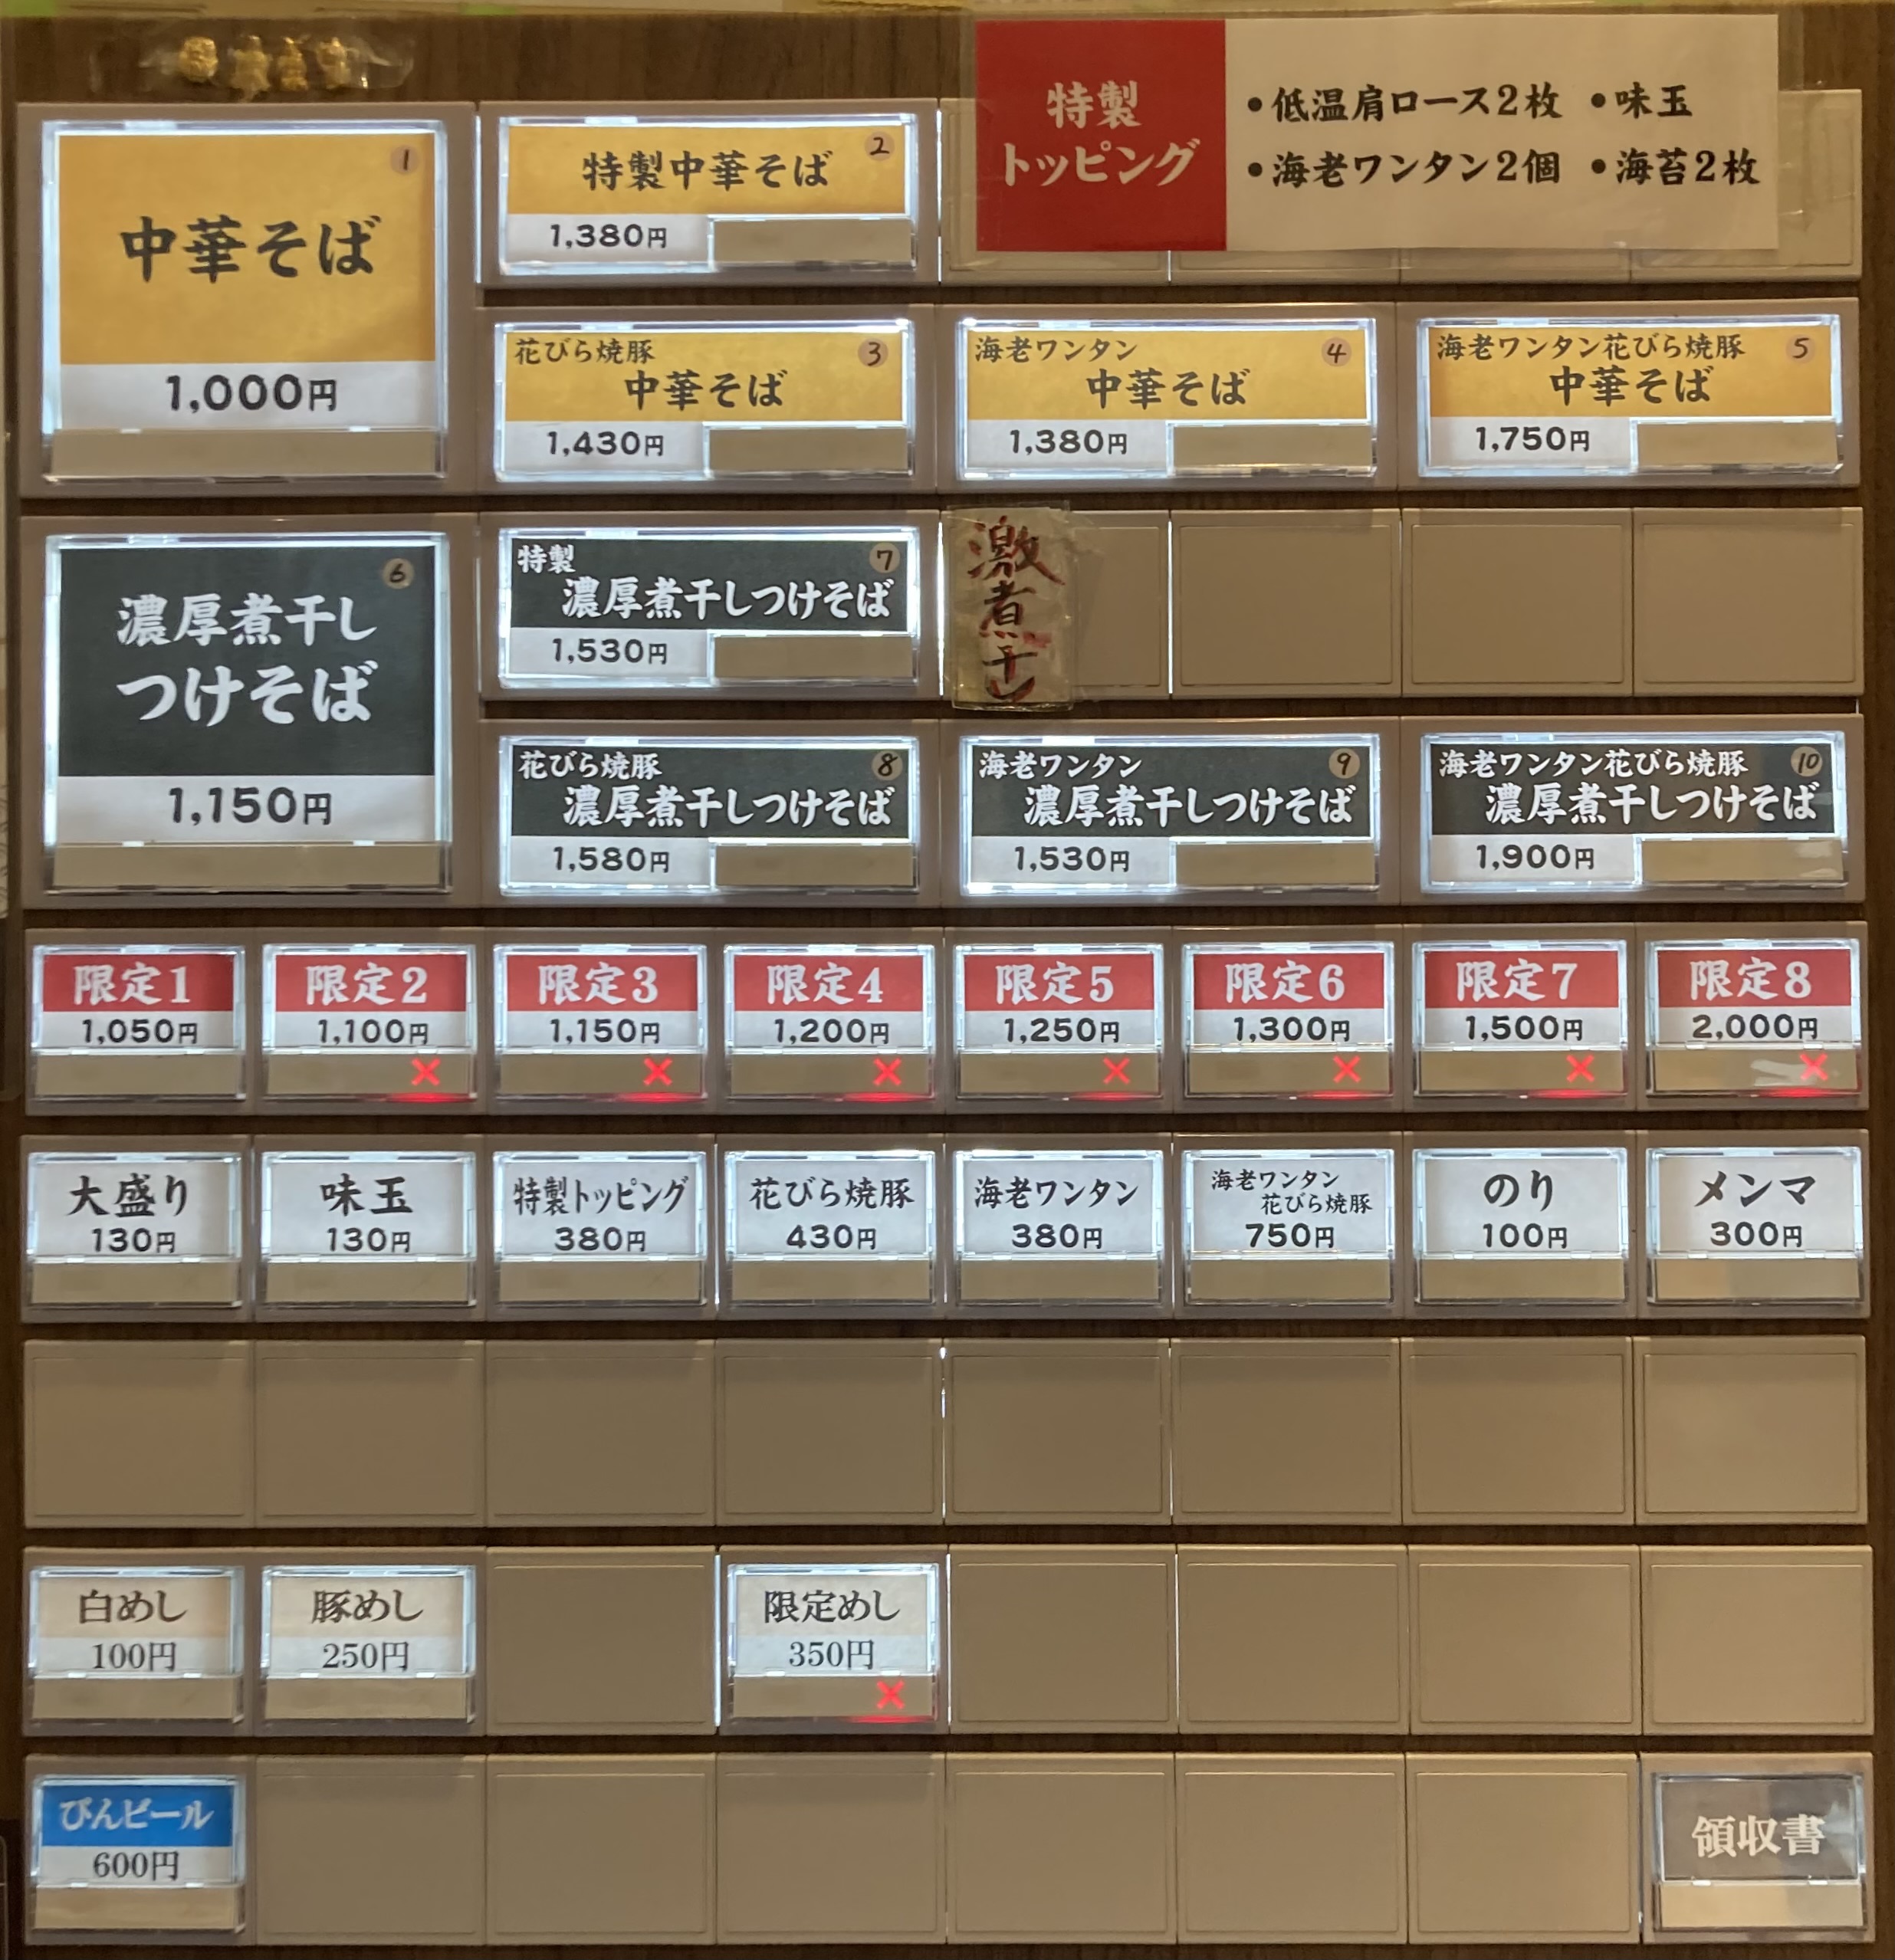 特製
トッピング
•低温肩ロース2枚 •味玉
•海老ワンタン2個 •海苔2枚
1
中華そば
1,000円
2
特製中華そば
1,380円
花びら焼豚 3
中華そば
1,430円
海老ワンタン 4
中華そば
1,380円
海老ワンタン花びら焼豚 5
中華そば
1,750円
6
濃厚煮干し
つけそば
1,150円
特製 7
濃厚煮干しつけそば
1,530円
激煮干し
花びら焼豚 8
濃厚煮干しつけそば
1,580円
海老ワンタン 9
濃厚煮干しつけそば
1,530円
海老ワンタン花びら焼豚 10
濃厚煮干しつけそば
1,900円
限定1
1,050円
限定2
1,100円
×
限定3
1,150円
×
限定4
1,200円
×
限定5
1,250円
×
限定6
1,300円
×
限定7
1,500円
×
限定8
2,000円
×
大盛り
130円
味玉
130円
特製トッピング
380円
花びら焼豚
430円
海老ワンタン
380円
海老ワンタン
花びら焼豚
750円
のり
100円
メンマ
300円
白めし
100円
豚めし
250円
限定めし
350円
×
びんビール
600円
領収書